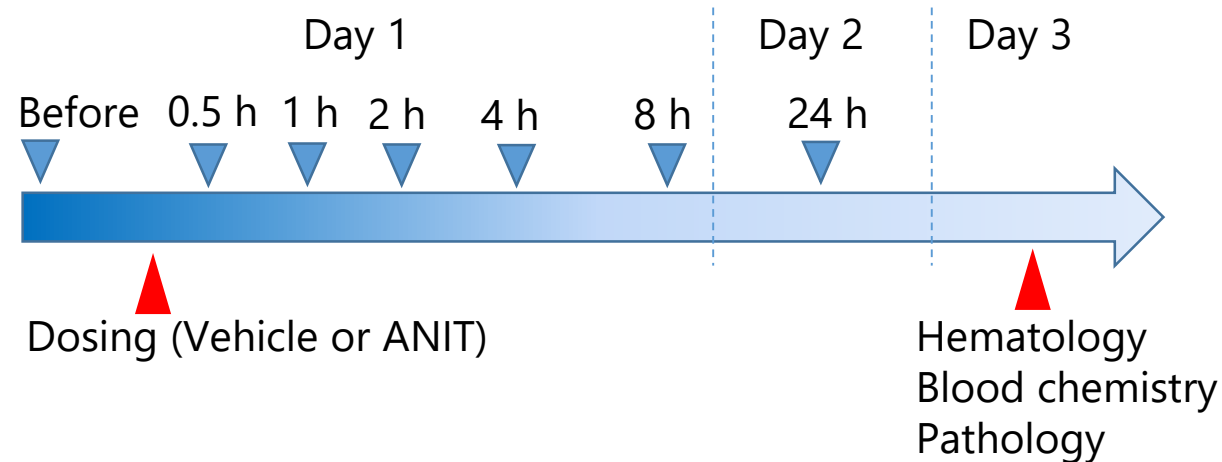 Day 1
Day 2
Day 3
Before
0.5 h
1 h
2 h
4 h
8 h
24 h
Dosing (Vehicle or ANIT)
Hematology
Blood chemistry
Pathology